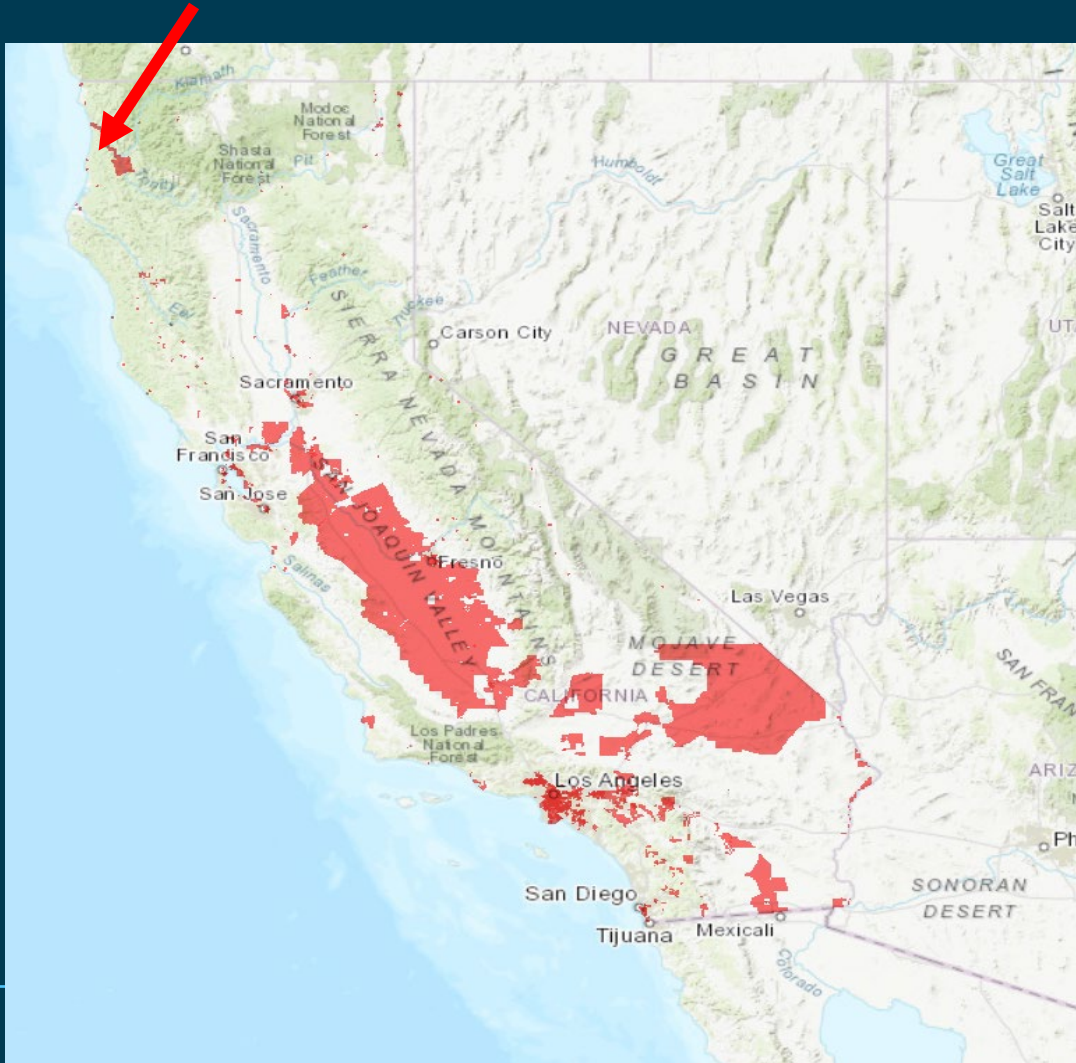 Klamath
Modoc
National
Forest
Shasta
National
Forest
Pit
Trinity
Humboldt
Great
Salt
Lake
Salt
Lake
City
Sacramento
Feather
Truckee
Eel
Carson City
NEVADA
UT
GREAT
BASIN
SIERRA NEVADA MOUNTAINS
Sacramento
San
Francisco
San Jose
SAN JOAQUIN VALLEY
Fresno
Salinas
Las Vegas
MOJAVE
DESERT
SAN FRAN
CALIFORNIA
Los Padres
National
Forest
Los Angeles
ARIZ
Ph
San Diego
SONORAN
DESERT
Tijuana
Mexicali
Colorado